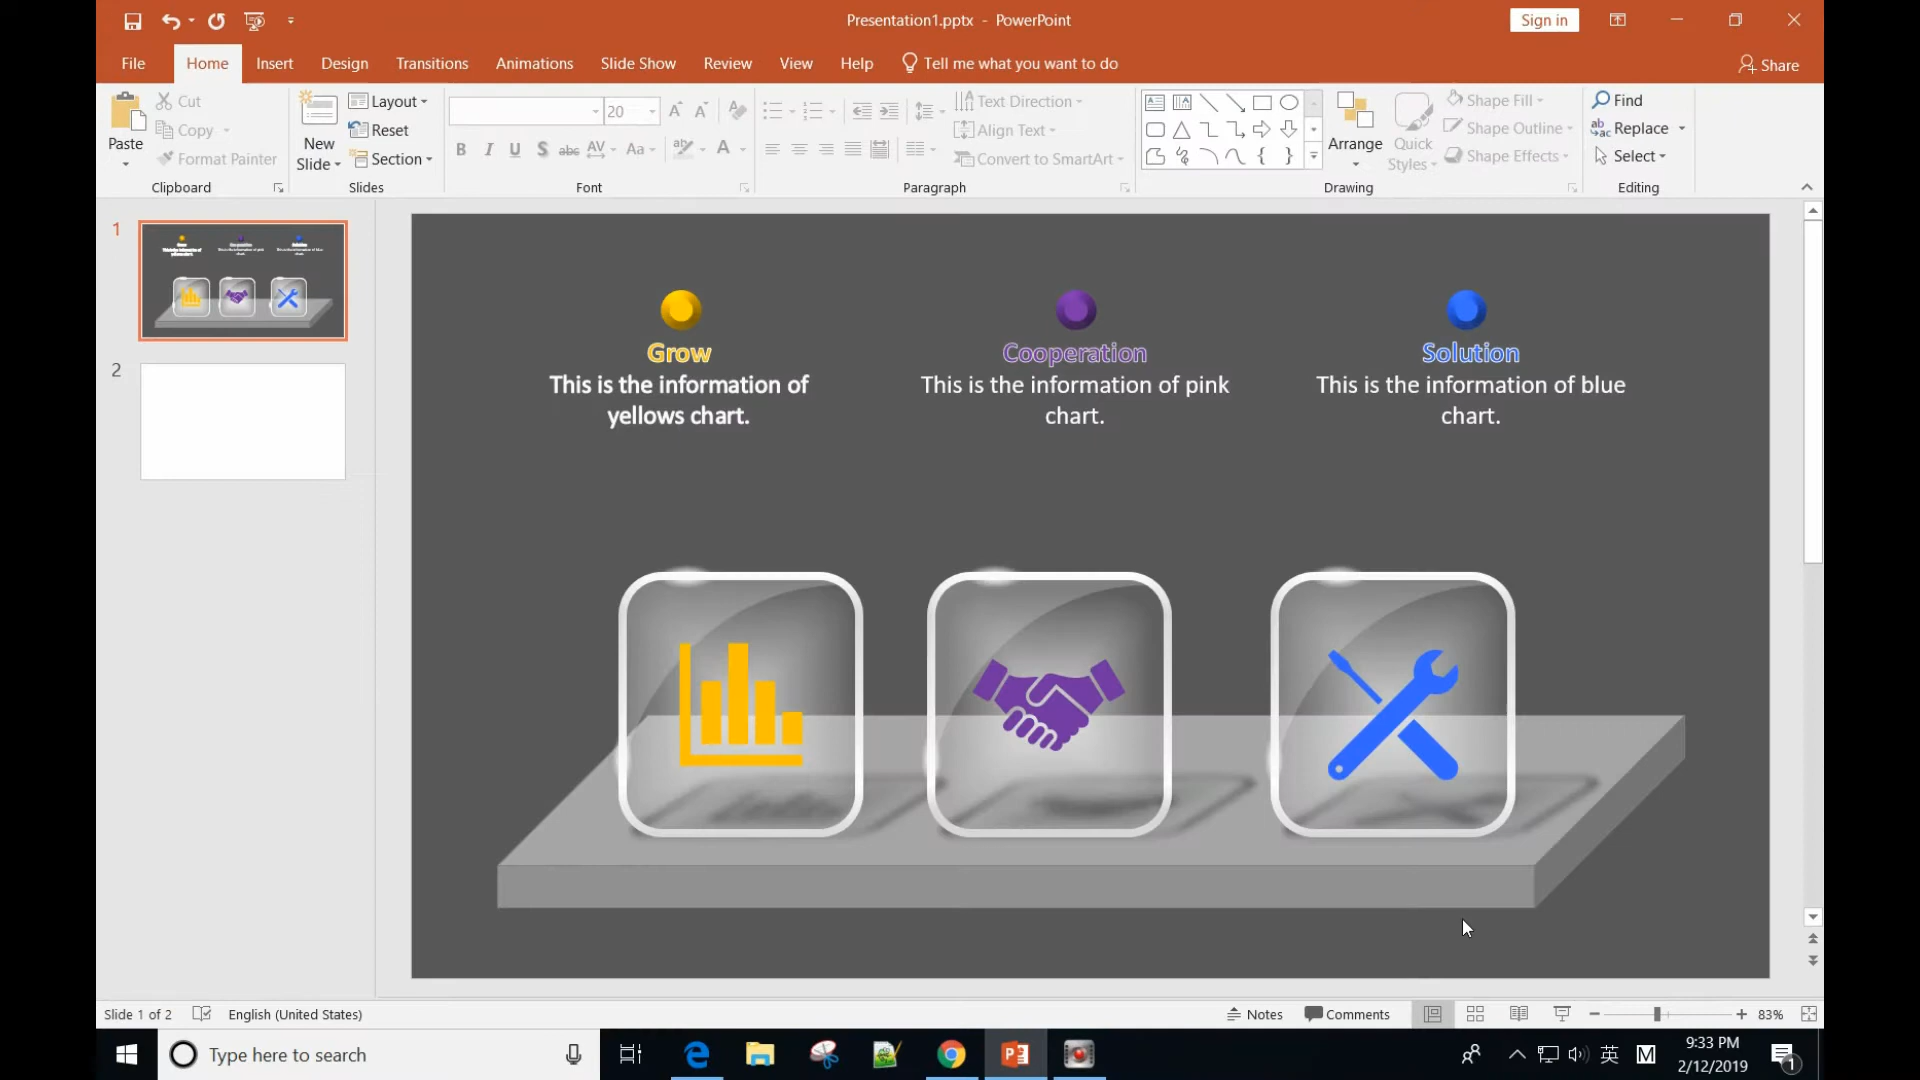 Presentation1.pptx - PowerPoint
Sign in
File Home Insert Design Transitions Animations Slide Show Review View Help Tell me what you want to do
Share
Paste
Cut
Copy
Format Painter
Clipboard
New
Slide
Layout
Reset
Section
Slides
20
B I U S abc AV Aa A
Font
Text Direction
Align Text
Convert to SmartArt
Paragraph
Arrange
Quick
Styles
Shape Fill
Shape Outline
Shape Effects
Drawing
Find
Replace
Select
Editing
1
2
Grow
This is the information of
yellows chart.
Cooperation
This is the information of pink
chart.
Solution
This is the information of blue
chart.
Slide 1 of 2
English (United States)
Notes
Comments
83%
Type here to search
英
M
9:33 PM
2/12/2019
1